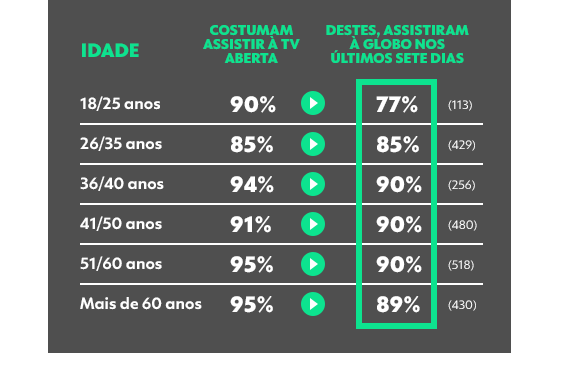 IDADE
COSTUMAM
ASSISTIR À TV
ABERTA
DESTES, ASSISTIRAM
À GLOBO NOS
ÚLTIMOS SETE DIAS
18/25 anos 90% 77% (113)
26/35 anos 85% 85% (429)
36/40 anos 94% 90% (256)
41/50 anos 91% 90% (480)
51/60 anos 95% 90% (518)
Mais de 60 anos 95% 89% (430)